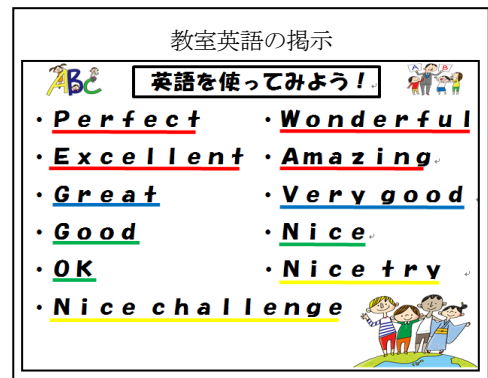 教室英語の掲示
ABC 英語を使ってみよう！
・Perfect ・Wonderful
・Excellent ・Amazing
・Great ・Very good
・Good ・Nice
・OK ・Nice try
・Nice challenge